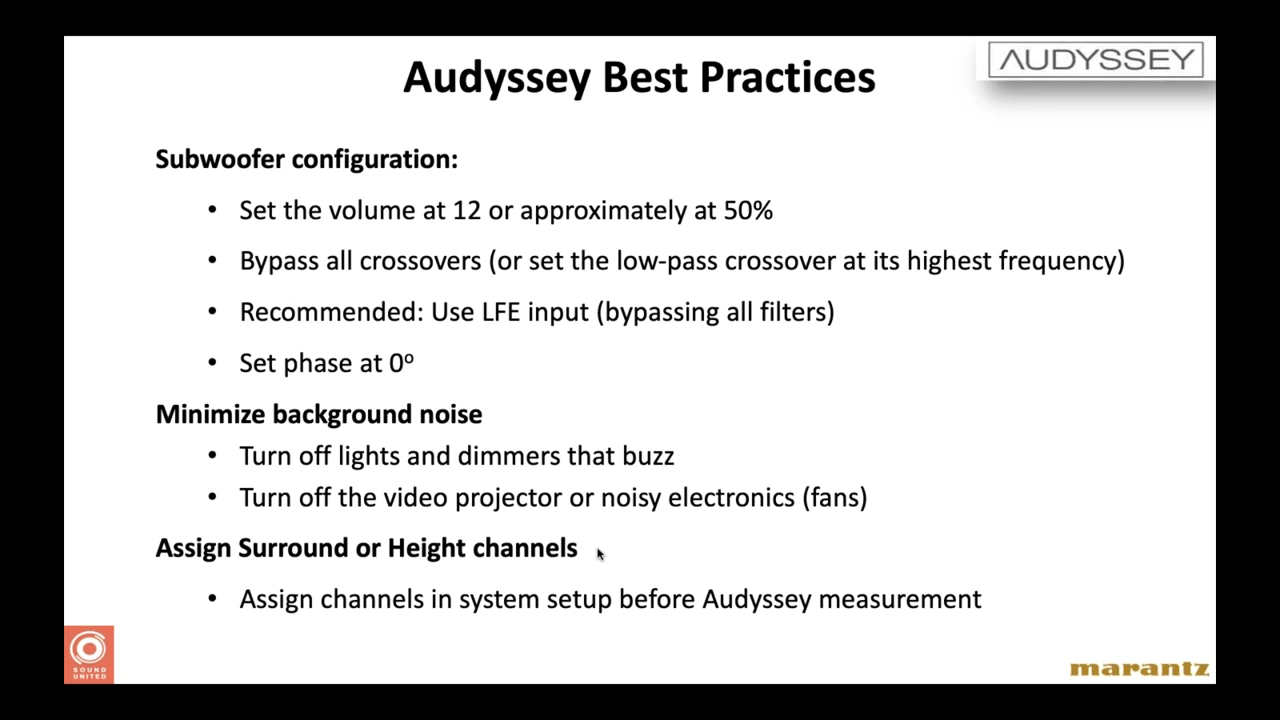 Audyssey Best Practices
AUDYSSEY
Subwoofer configuration:
• Set the volume at 12 or approximately at 50%
• Bypass all crossovers (or set the low-pass crossover at its highest frequency)
• Recommended: Use LFE input (bypassing all filters)
• Set phase at 0º
Minimize background noise
• Turn off lights and dimmers that buzz
• Turn off the video projector or noisy electronics (fans)
Assign Surround or Height channels
• Assign channels in system setup before Audyssey measurement
SOUND
UNITED
marantz